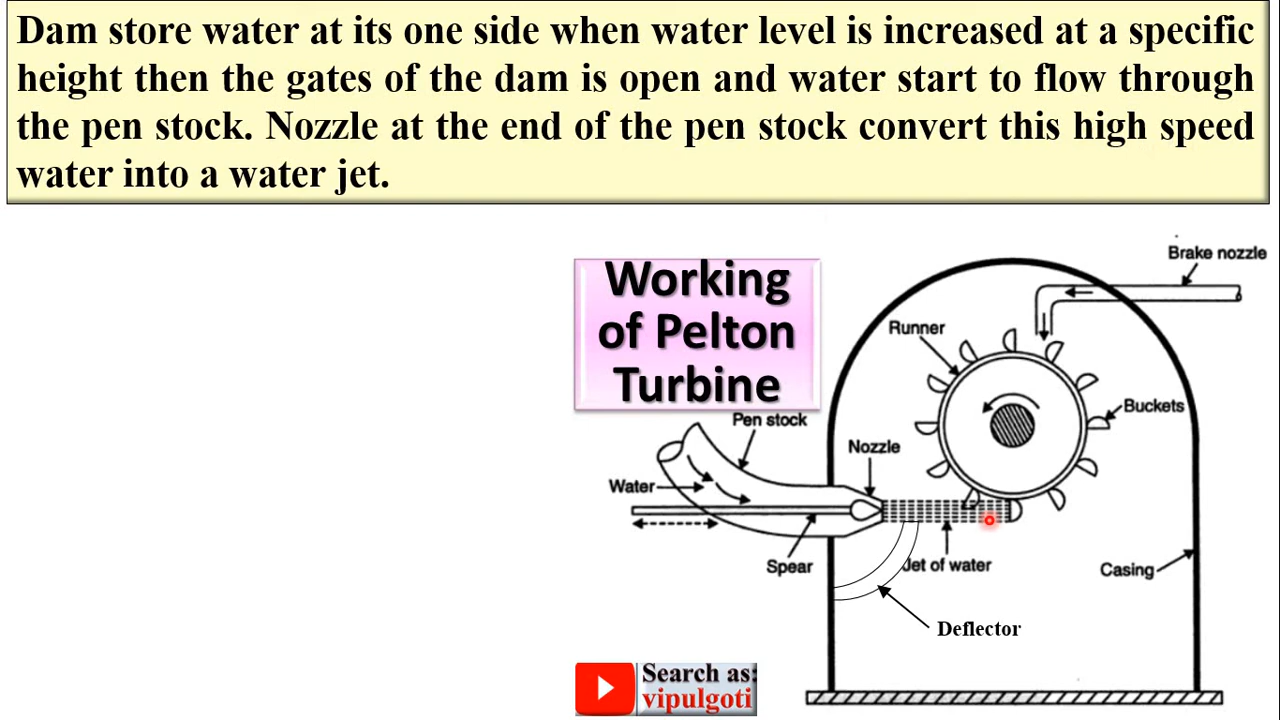 Dam store water at its one side when water level is increased at a specific
height then the gates of the dam is open and water start to flow through
the pen stock. Nozzle at the end of the pen stock convert this high speed
water into a water jet.
Working
of Pelton
Turbine
Brake nozzle
Runner
Buckets
Pen stock
Nozzle
Water
Spear
Jet of water
Casing
Deflector
Search as:
vipulgoti